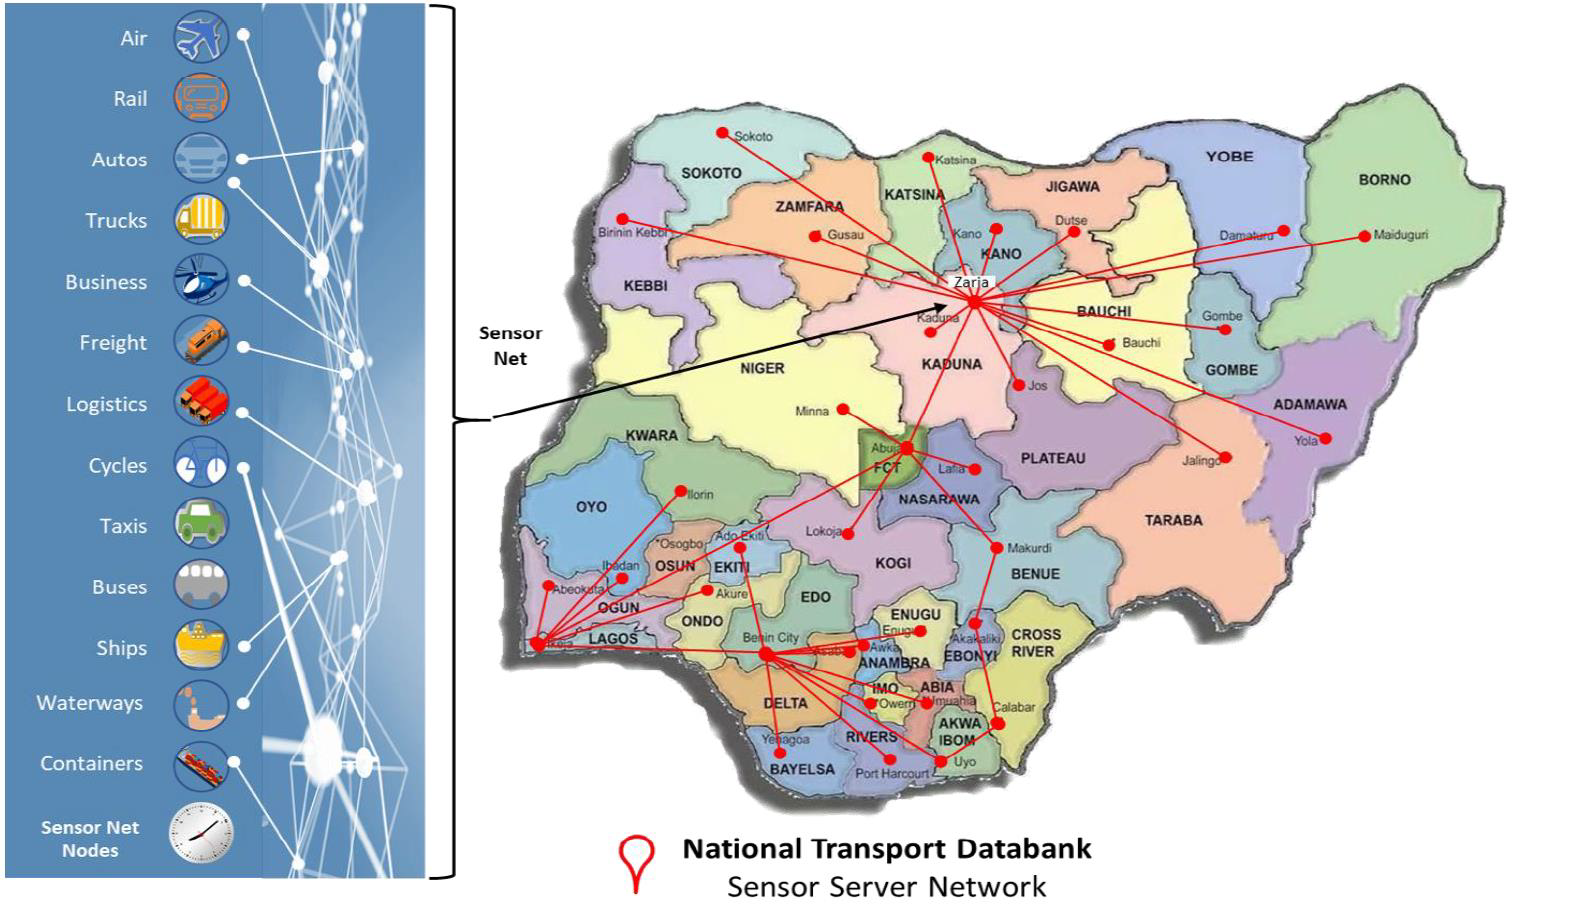 Air
Rail
Autos
Trucks
Business
Freight
Logistics
Cycles
Taxis
Buses
Ships
Waterways
Containers
Sensor Net
Nodes
Sensor
Net
Sokoto
SOKOTO
Katsina
KATSINA
JIGAWA
YOBE
BORNO
ZAMFARA
Birinin Kebbi
Gusau
Kano
KANO
Dutse
Damaturu
Maiduguri
KEBBI
Zaria
Kaduna
BAUCHI
Gombe
Bauchi
GOMBE
NIGER
KADUNA
Jos
ADAMAWA
Minna
KWARA
Abuja
FCT
Lafia
PLATEAU
Yola
Jalingo
OYO
Ilorin
NASARAWA
TARABA
Lokoja
Osogbo
Ado Ekiti
Makurdi
Ibadan
OSUN
EKITI
KOGI
BENUE
Abeokuta
Akure
EDO
OGUN
ONDO
ENUGU
Enugu
CROSS
RIVER
LAGOS
Benin City
Awka
Akakaliki
EBONYI
ANAMBRA
DELTA
IMO
Owerri
ABIA
Umuahia
Calabar
AKWA
IBOM
RIVERS
Yenagoa
BAYELSA
Port Harcourt
Uyo
National Transport Databank
Sensor Server Network